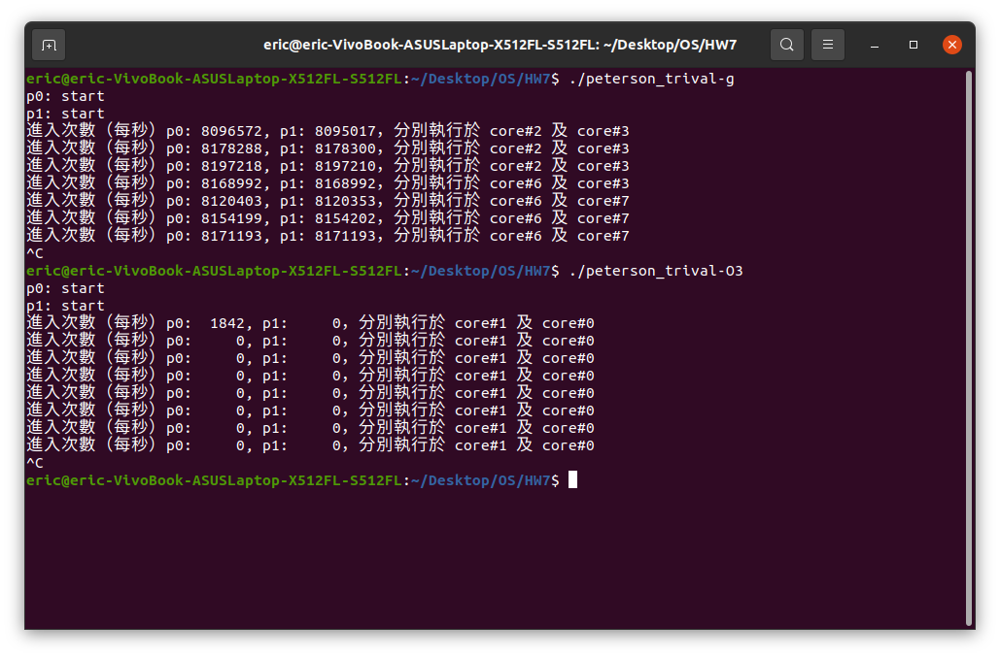 eric@eric-VivoBook-ASUSLaptop-X512FL-S512FL: ~/Desktop/OS/HW7
eric@eric-VivoBook-ASUSLaptop-X512FL-S512FL:~/Desktop/OS/HW7$ ./peterson_trival-g
p0: start
p1: start
進入次數（每秒）p0: 8096572, p1: 8095017，分別執行於 core#2 及 core#3
進入次數（每秒）p0: 8178288, p1: 8178300，分別執行於 core#2 及 core#3
進入次數（每秒）p0: 8197218, p1: 8197210，分別執行於 core#2 及 core#3
進入次數（每秒）p0: 8168992, p1: 8168992，分別執行於 core#6 及 core#3
進入次數（每秒）p0: 8120403, p1: 8120353，分別執行於 core#6 及 core#7
進入次數（每秒）p0: 8154199, p1: 8154202，分別執行於 core#6 及 core#7
進入次數（每秒）p0: 8171193, p1: 8171193，分別執行於 core#6 及 core#7
^C
eric@eric-VivoBook-ASUSLaptop-X512FL-S512FL:~/Desktop/OS/HW7$ ./peterson_trival-O3
p0: start
p1: start
進入次數（每秒）p0:  1842, p1:     0，分別執行於 core#1 及 core#0
進入次數（每秒）p0:     0, p1:     0，分別執行於 core#1 及 core#0
進入次數（每秒）p0:     0, p1:     0，分別執行於 core#1 及 core#0
進入次數（每秒）p0:     0, p1:     0，分別執行於 core#1 及 core#0
進入次數（每秒）p0:     0, p1:     0，分別執行於 core#1 及 core#0
進入次數（每秒）p0:     0, p1:     0，分別執行於 core#1 及 core#0
進入次數（每秒）p0:     0, p1:     0，分別執行於 core#1 及 core#0
進入次數（每秒）p0:     0, p1:     0，分別執行於 core#1 及 core#0
^C
eric@eric-VivoBook-ASUSLaptop-X512FL-S512FL:~/Desktop/OS/HW7$